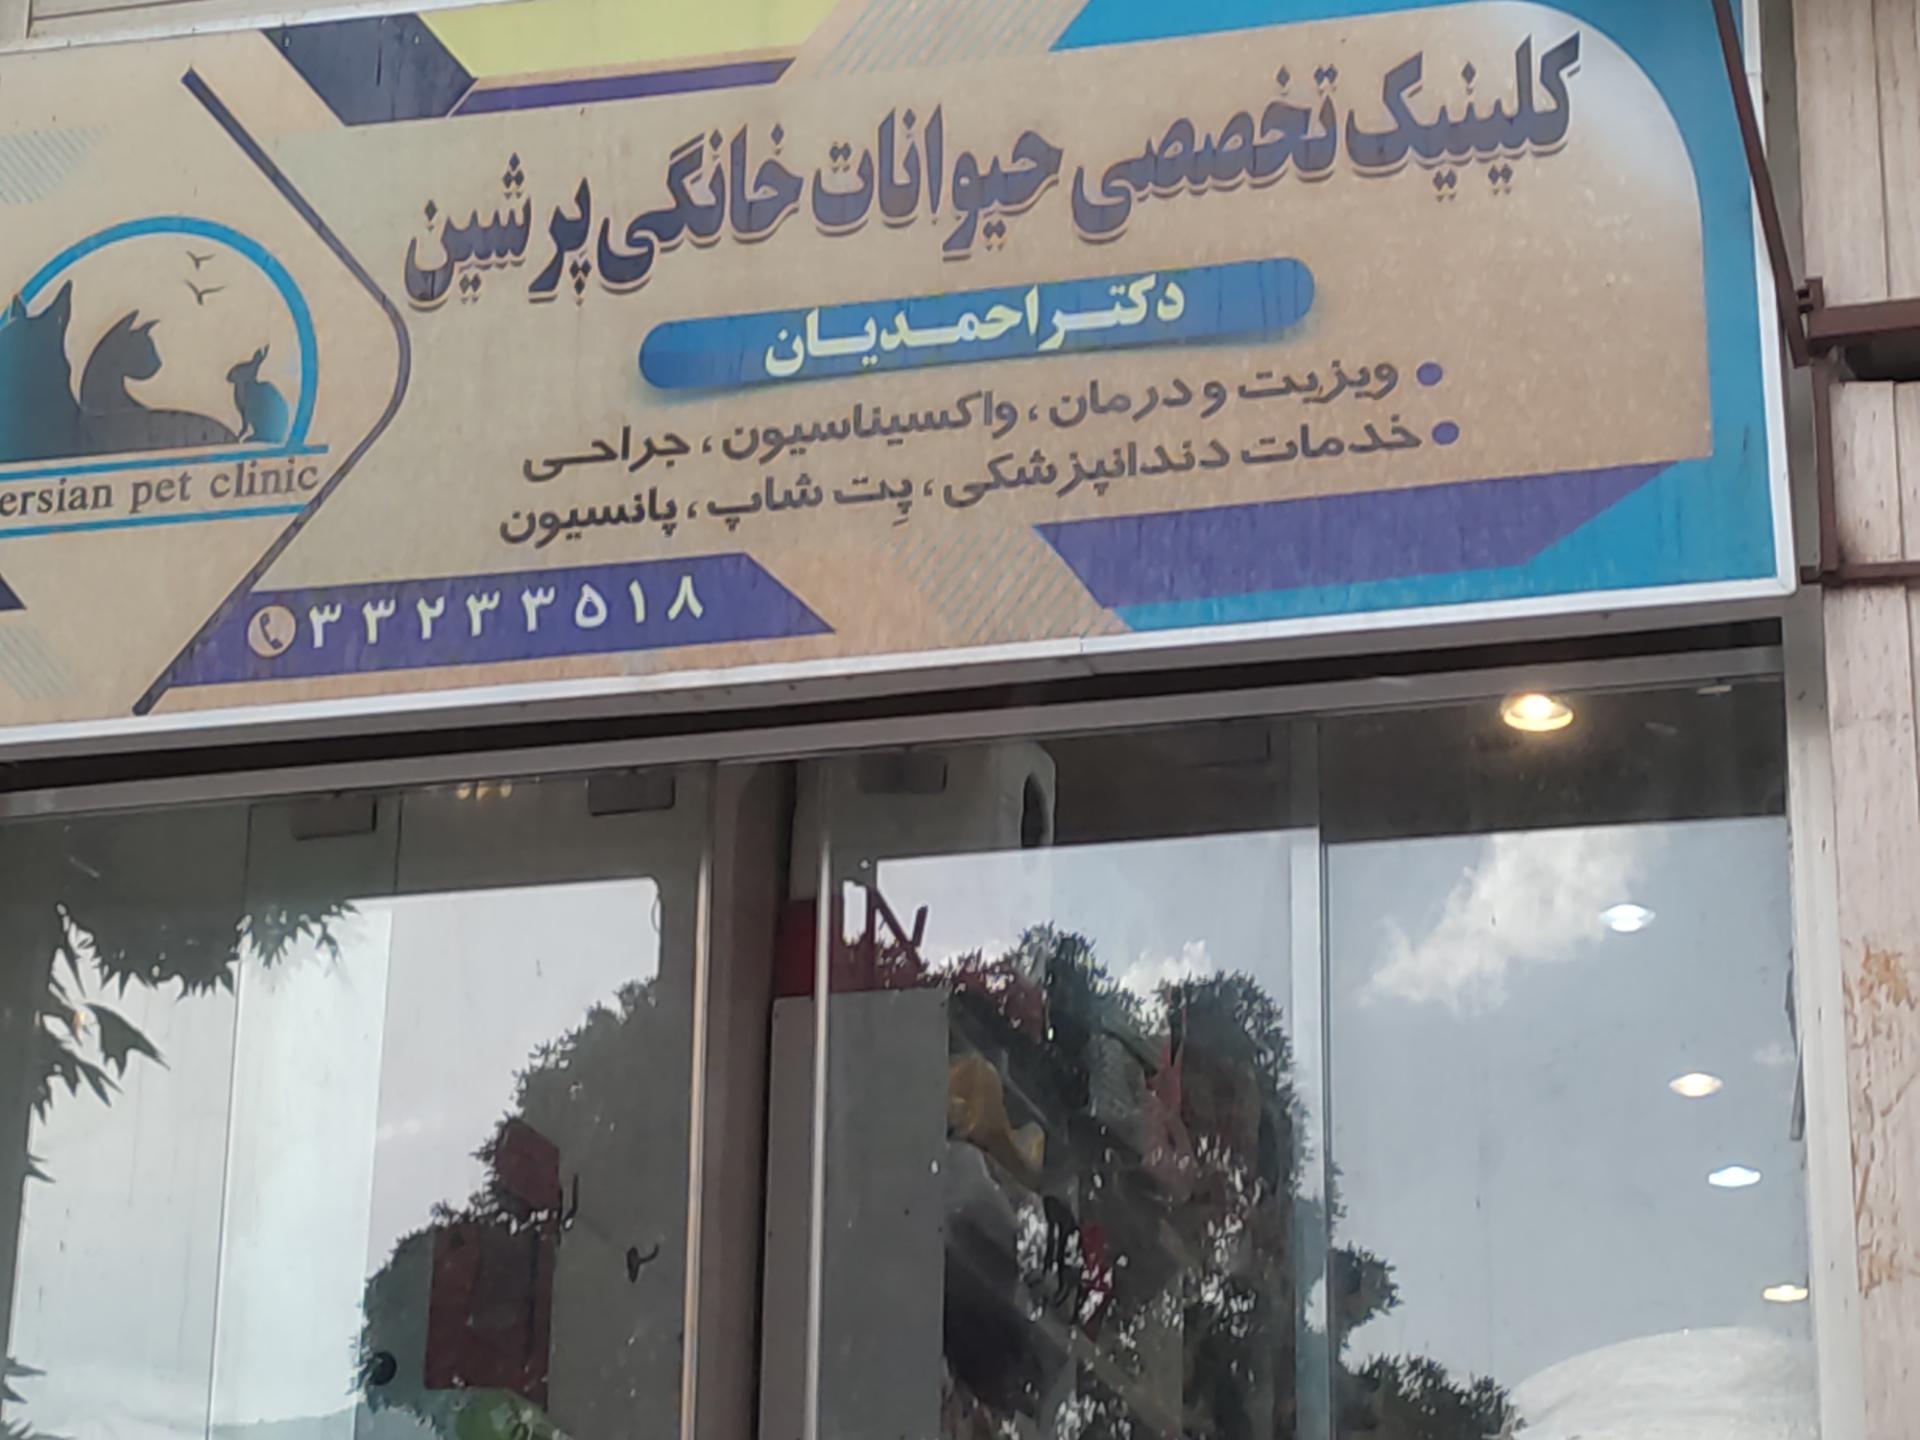 کلینیک تخصصی حیوانات خانگی پرشین
دکتر احمدیان
ویزیت و درمان ، واکسیناسیون ، جراحی
خدمات دندانپزشکی ، پِت شاپ ، پانسیون
ersian pet clinic
۳۳۲۳۳۵۱۸